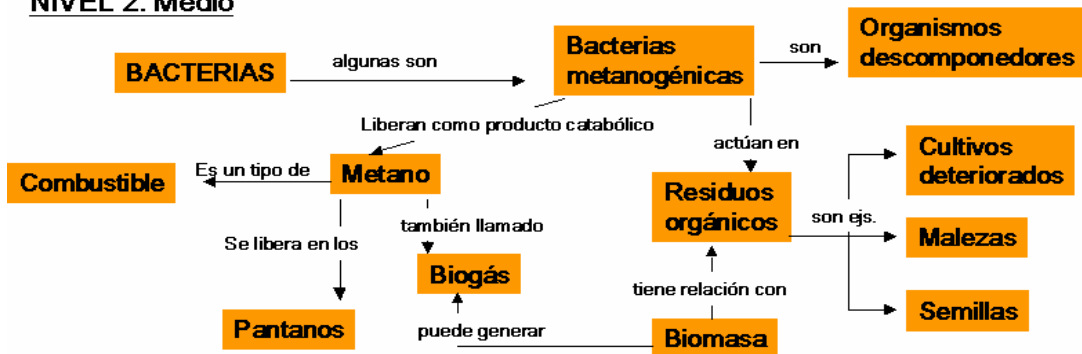 NIVEL 2. Medio
BACTERIAS
algunas son
Bacterias
metanogénicas
son
Organismos
descomponedores
Liberan como producto catabólico
actúan en
Combustible
Es un tipo de
Metano
Residuos
orgánicos
son ejs.
Cultivos
deteriorados
Malezas
Semillas
Se libera en los
también llamado
Biogás
tiene relación con
Pantanos
puede generar
Biomasa